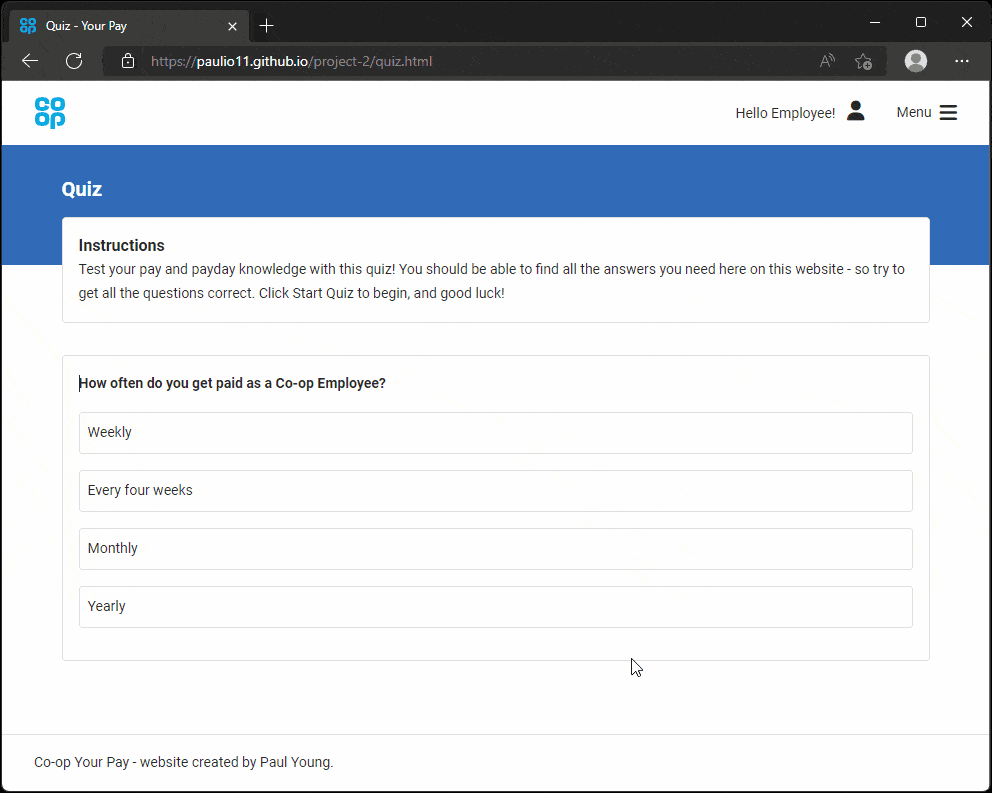 Quiz - Your Pay
https://paulio11.github.io/project-2/quiz.html
co
op
Hello Employee!
Menu
Quiz
Instructions
Test your pay and payday knowledge with this quiz! You should be able to find all the answers you need here on this website - so try to
get all the questions correct. Click Start Quiz to begin, and good luck!
How often do you get paid as a Co-op Employee?
Weekly
Every four weeks
Monthly
Yearly
Co-op Your Pay - website created by Paul Young.